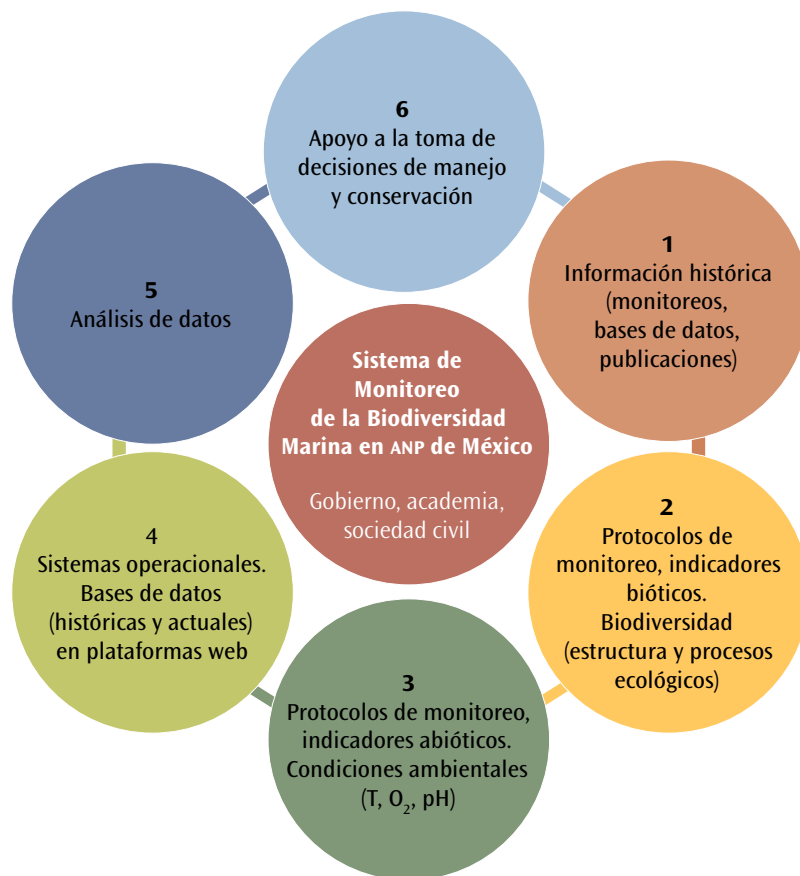 6
Apoyo a la toma de
decisiones de manejo
y conservación
1
Información histórica
(monitoreos,
bases de datos,
publicaciones)
5
Análisis de datos
Sistema de
Monitoreo
de la Biodiversidad
Marina en ANP de México
Gobierno, academia,
sociedad civil
2
Protocolos de
monitoreo, indicadores
bióticos.
Biodiversidad
(estructura y procesos
ecológicos)
4
Sistemas operacionales.
Bases de datos
(históricas y actuales)
en plataformas web
3
Protocolos de monitoreo,
indicadores abióticos.
Condiciones ambientales
(T, O₂, pH)